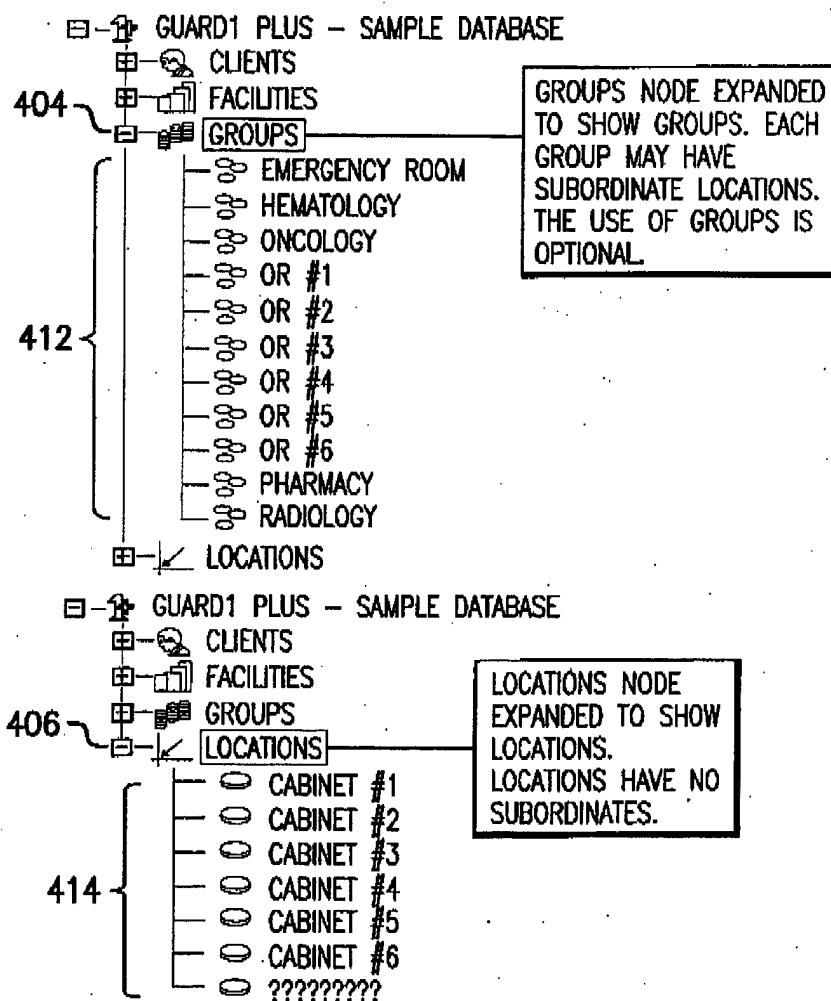 GUARD1 PLUS – SAMPLE DATABASE
CLIENTS
404
FACILITIES
GROUPS
GROUPS NODE EXPANDED
TO SHOW GROUPS. EACH
GROUP MAY HAVE
SUBORDINATE LOCATIONS.
THE USE OF GROUPS IS
OPTIONAL.
412
EMERGENCY ROOM
HEMATOLOGY
ONCOLOGY
OR #1
OR #2
OR #3
OR #4
OR #5
OR #6
PHARMACY
RADIOLOGY
LOCATIONS
GUARD1 PLUS – SAMPLE DATABASE
CLIENTS
FACILITIES
GROUPS
406
LOCATIONS
LOCATIONS NODE
EXPANDED TO SHOW
LOCATIONS.
LOCATIONS HAVE NO
SUBORDINATES.
414
CABINET #1
CABINET #2
CABINET #3
CABINET #4
CABINET #5
CABINET #6
?????????